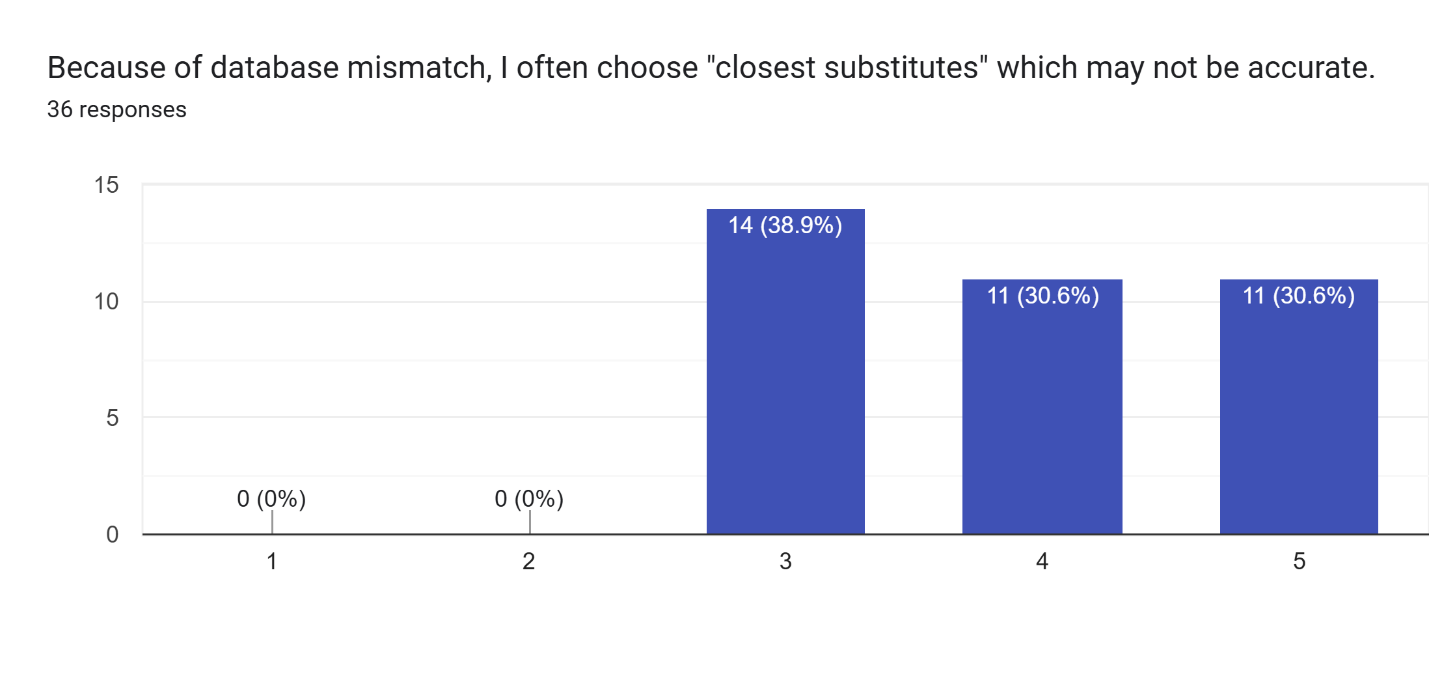 Because of database mismatch, I often choose "closest substitutes" which may not be accurate.
36 responses
15
14 (38.9%)
11 (30.6%) 11 (30.6%)
10
5
0 (0%) 0 (0%)
0
1 2 3 4 5